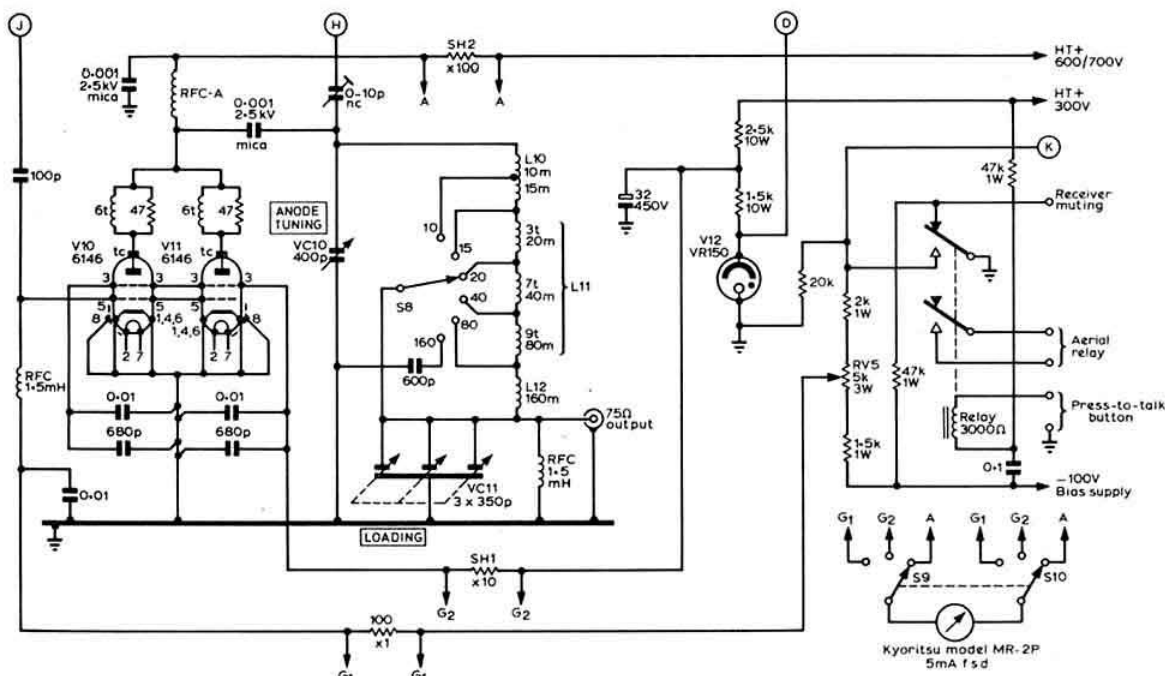 J
H
D
SH2
x100
HT+
600/700V
0·001
2·5kV
mica
RFC-A
0-10p
nc
A
A
HT+
300V
0·001
2·5kV
mica
2·5k
10W
K
L10
10m
15m
47k
1W
100p
32
450V
1·5k
10W
Receiver
muting
6t
47
6t
47
ANODE
TUNING
10
15
3t
20m
V12
VR150
V10
6146
tc
V11
6146
tc
VC10
400p
20
7t
40m
L11
20k
3
3
3
3
S8
40
2k
1W
5
5
5
8
1,4,6
1,4,6
8
80
9t
80m
Aerial
relay
2
7
2
7
160
RV5
5k
3W
47k
1W
RFC
1·5mH
600p
L12
160m
0·01
0·01
75Ω
output
Relay
3000Ω
Press-to-talk
button
680p
680p
RFC
1·5
mH
1·5k
1W
0·1
0·01
VC11
3 x 350p
-100V
Bias supply
LOADING
G1
G2
A
G1
G2
A
SH1
x10
S9
S10
G2
G2
100
x1
Kyoritsu model MR-2P
5mA fsd
G1
G1